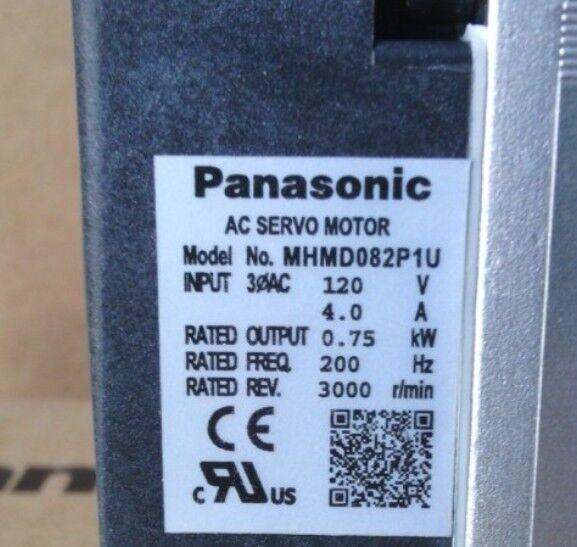 Panasonic
AC SERVO MOTOR
Model No. MHMD082P1U
INPUT 3ØAC 120 V
4.0 A
RATED OUTPUT 0.75 kW
RATED FREQ. 200 Hz
RATED REV. 3000 r/min
CE
c RU US